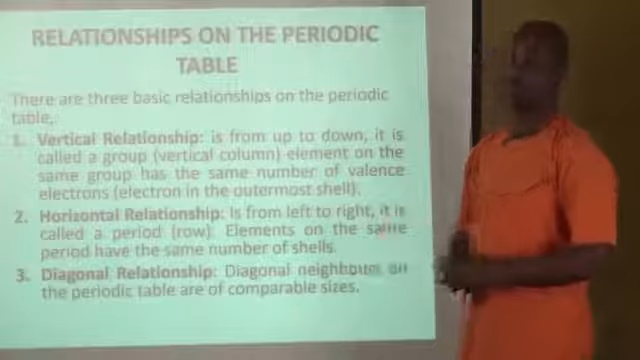 RELATIONSHIPS ON THE PERIODIC
TABLE
There are three basic relationships on the periodic
table,
1. Vertical Relationship: is from up to down, it is
called a group (vertical column) element on the
same group has the same number of valence
electrons (electron in the outermost shell).
2. Horizontal Relationship: Is from left to right, it is
called a period (row). Elements on the same
period have the same number of shells.
3. Diagonal Relationship: Diagonal neighbours on
the periodic table are of comparable sizes.